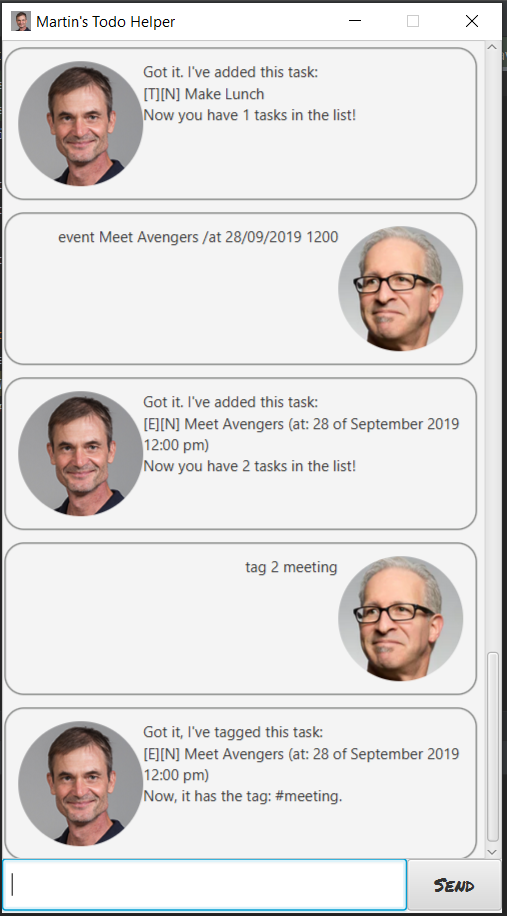 Martin's Todo Helper
Got it. I've added this task:
[T][N] Make Lunch
Now you have 1 tasks in the list!
event Meet Avengers /at 28/09/2019 1200
Got it. I've added this task:
[E][N] Meet Avengers (at: 28 of September 2019
12:00 pm)
Now you have 2 tasks in the list!
tag 2 meeting
Got it, I've tagged this task:
[E][N] Meet Avengers (at: 28 of September 2019
12:00 pm)
Now, it has the tag: #meeting.
Send